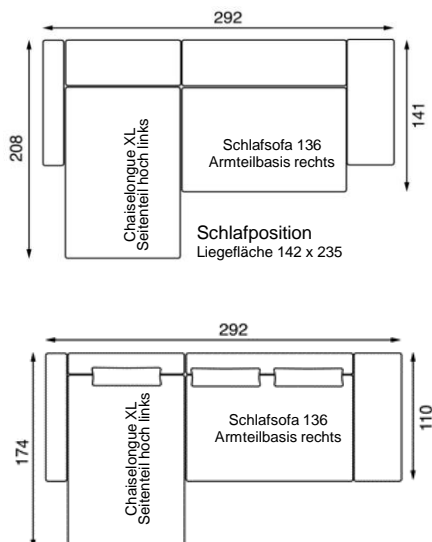 292
208
141
Chaiselongue XL
Seitenteil hoch links
Schlafsofa 136
Armteilbasis rechts
Schlafposition
Liegefläche 142 x 235
292
174
110
Chaiselongue XL
Seitenteil hoch links
Schlafsofa 136
Armteilbasis rechts